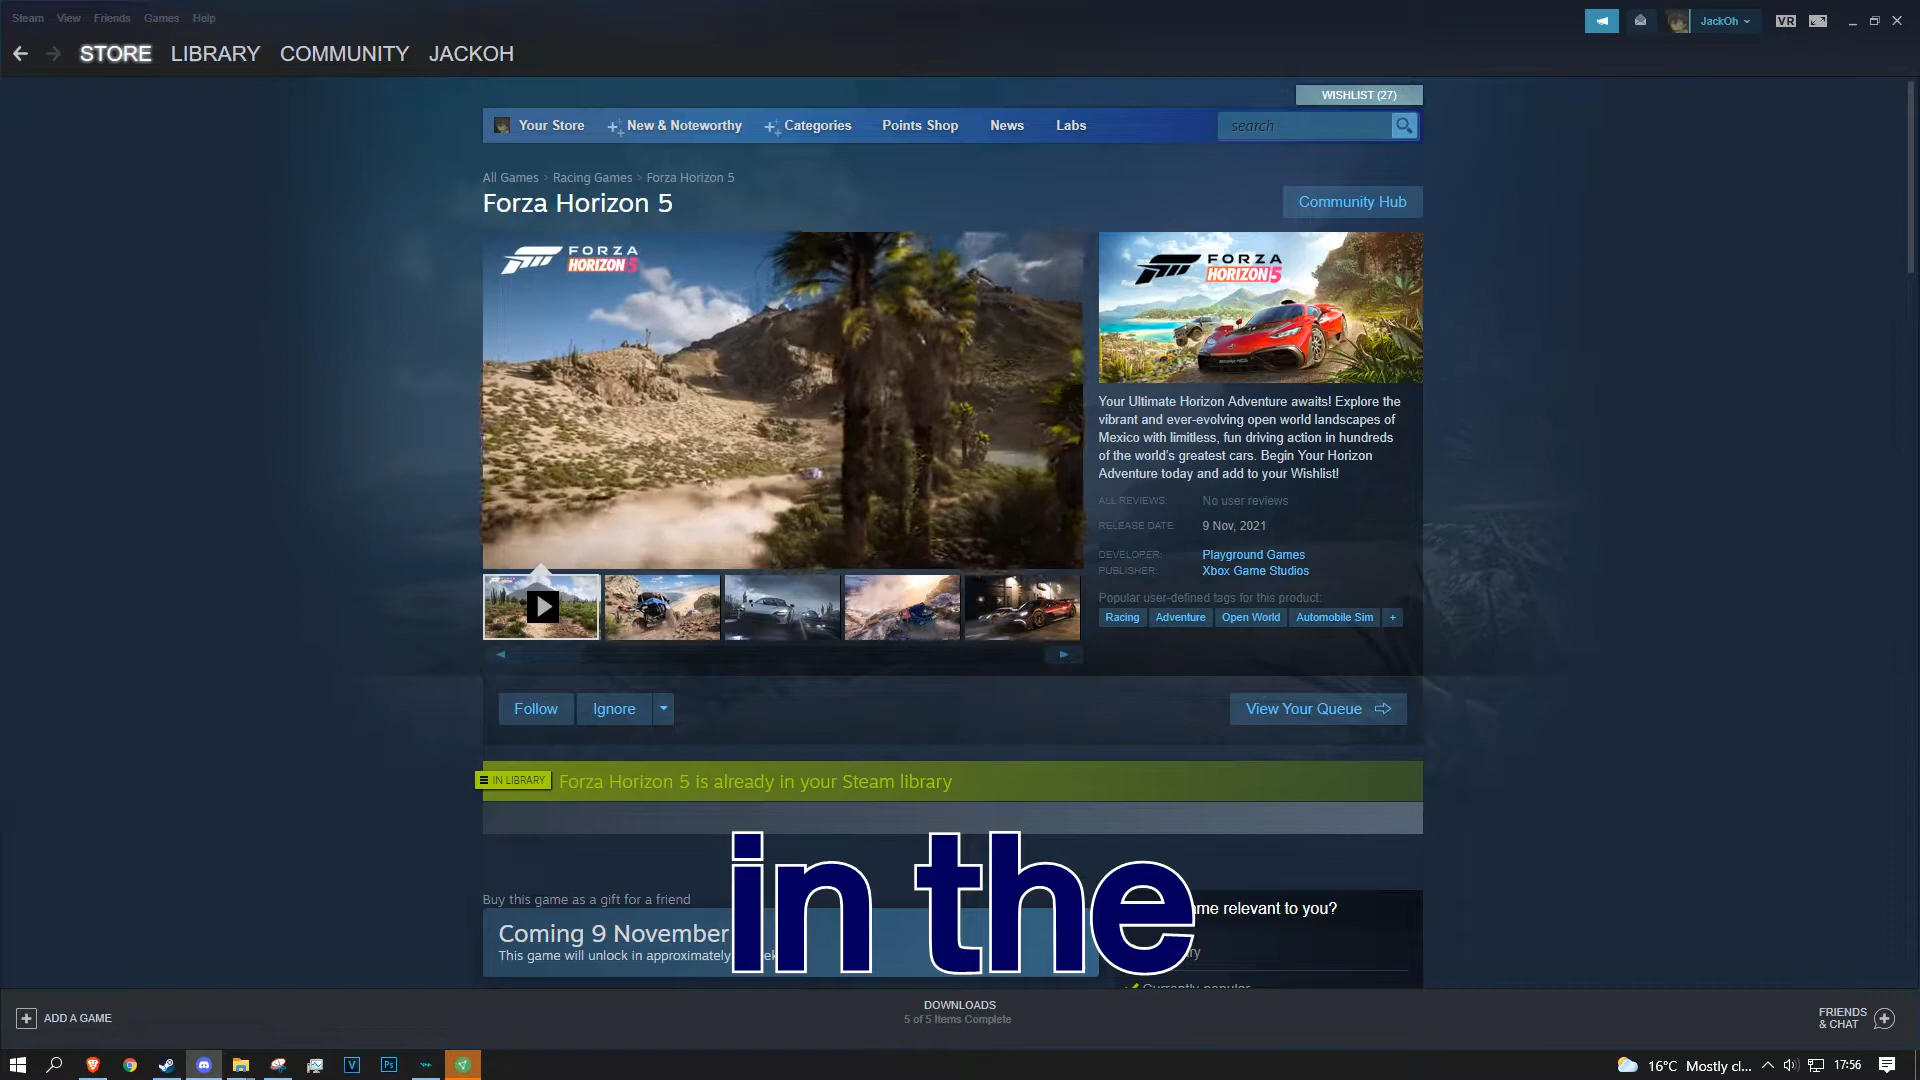 Steam View Friends Games Help
JackOh
VR
STORE LIBRARY COMMUNITY JACKOH
WISHLIST (27)
Your Store New & Noteworthy Categories Points Shop News Labs
search
All Games > Racing Games > Forza Horizon 5
Forza Horizon 5
Community Hub
FORZA
HORIZON 5
FORZA
HORIZON 5
Your Ultimate Horizon Adventure awaits! Explore the
vibrant and ever-evolving open world landscapes of
Mexico with limitless, fun driving action in hundreds
of the world's greatest cars. Begin Your Horizon
Adventure today and add to your Wishlist!
ALL REVIEWS: No user reviews
RELEASE DATE: 9 Nov, 2021
DEVELOPER: Playground Games
PUBLISHER: Xbox Game Studios
Popular user-defined tags for this product:
Racing Adventure Open World Automobile Sim +
Follow Ignore
View Your Queue
IN LIBRARY Forza Horizon 5 is already in your Steam library
in the
Buy this game as a gift for a friend
Coming 9 November
This game will unlock in approximately
relevant to you?
Currently popular
ADD A GAME
DOWNLOADS
5 of 5 Items Complete
FRIENDS
& CHAT
V Ps
16°C Mostly cl... 17:56